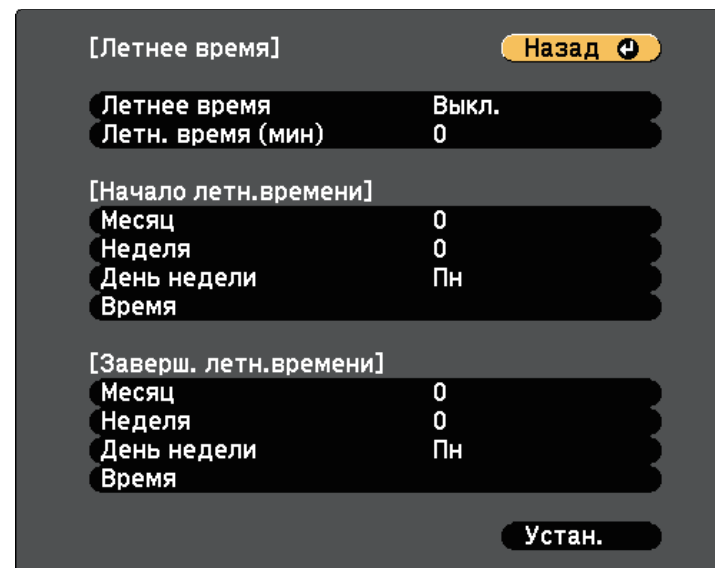 [Летнее время] Назад
Летнее время Выкл.
Летн. время (мин) 0
[Начало летн.времени]
Месяц 0
Неделя 0
День недели Пн
Время
[Заверш. летн.времени]
Месяц 0
Неделя 0
День недели Пн
Время
Устан.